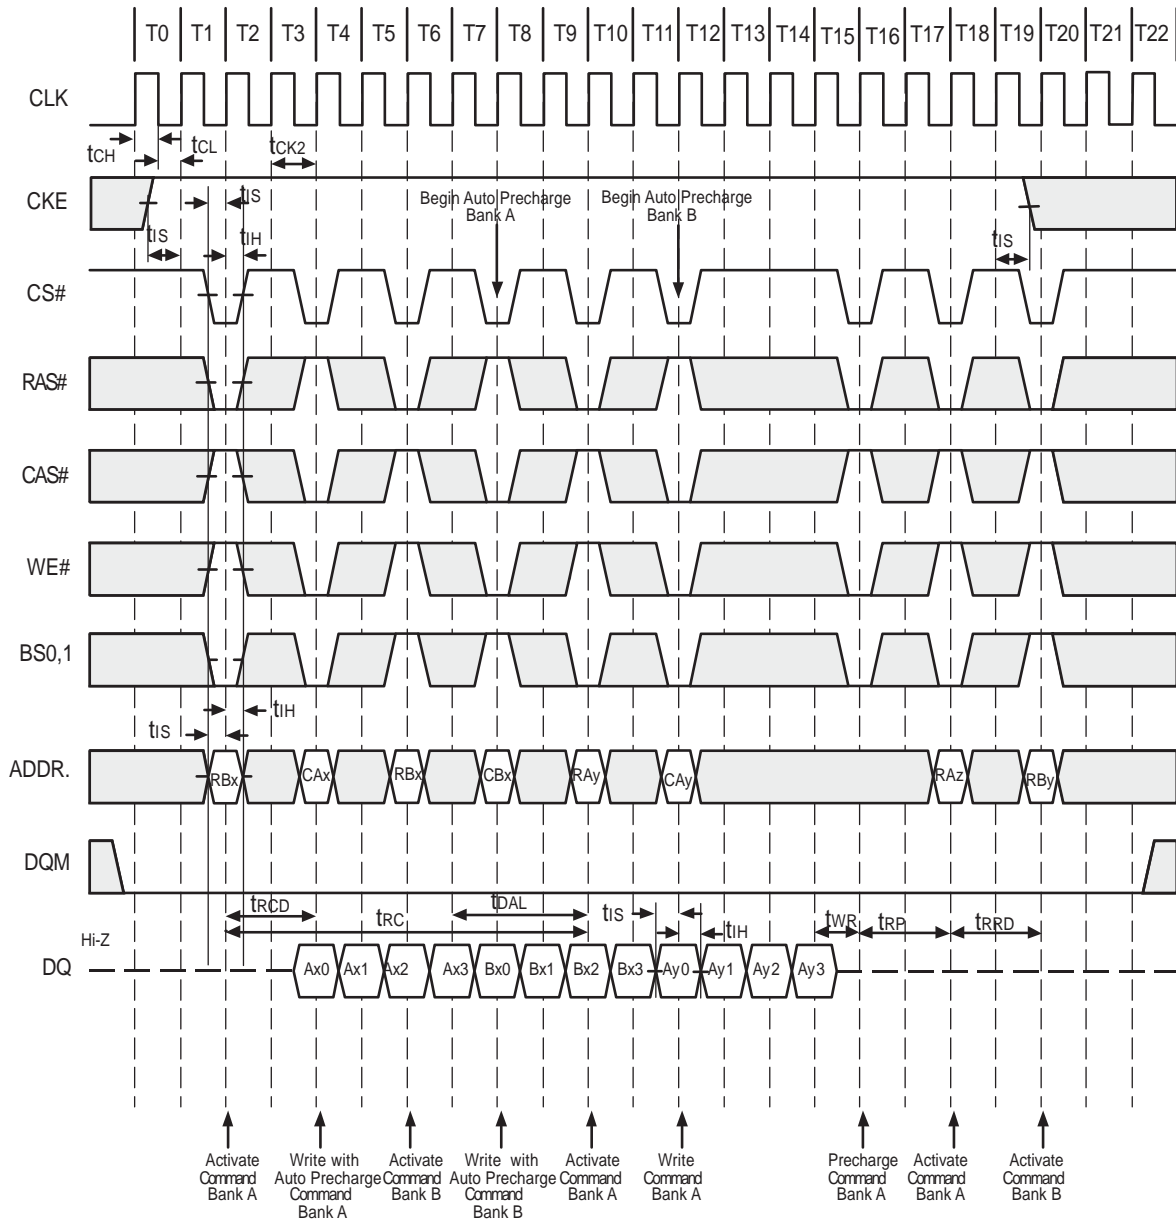 T0 T1 T2 T3 T4 T5 T6 T7 T8 T9 T10 T11 T12 T13 T14 T15 T16 T17 T18 T19 T20 T21 T22
CLK
tCH tCL tCK2
CKE
tIS
Begin Auto Precharge
Bank A
Begin Auto Precharge
Bank B
tIS tIH tIS
CS#
RAS#
CAS#
WE#
BS0,1
tIH
tIS
ADDR.
RBx CAx RBx CBx RAy CAy RAz RBy
DQM
tRCD tRC tDAL tIS tIH tWR tRP tRRD
Hi-Z
DQ
Ax0 Ax1 Ax2 Ax3 Bx0 Bx1 Bx2 Bx3 Ay0 Ay1 Ay2 Ay3
Activate
Command
Bank A
Write with
Auto Precharge
Command
Bank A
Activate
Command
Bank B
Write with
Auto Precharge
Command
Bank B
Activate
Command
Bank A
Write
Command
Bank A
Precharge
Command
Bank A
Activate
Command
Bank A
Activate
Command
Bank B